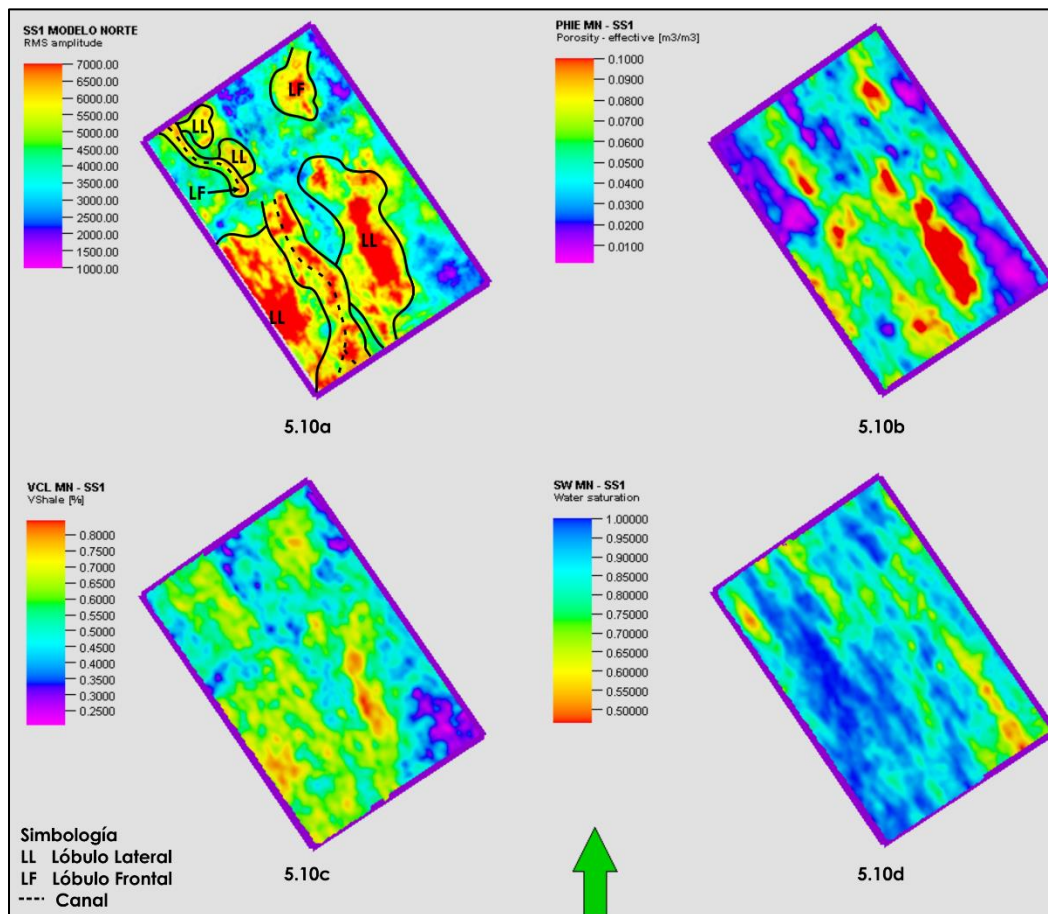 SS1 MODELO NORTE
RMS amplitude
7000.00
6500.00
6000.00
5500.00
5000.00
4500.00
4000.00
3500.00
3000.00
2500.00
2000.00
1500.00
1000.00
LF
LL
LL
LF
LL
LL
5.10a
PHIE MN - SS1
Porosity - effective [m3/m3]
0.1000
0.0900
0.0800
0.0700
0.0600
0.0500
0.0400
0.0300
0.0200
0.0100
5.10b
VCL MN - SS1
VShale [%]
0.8000
0.7500
0.7000
0.6500
0.6000
0.5500
0.5000
0.4500
0.4000
0.3500
0.3000
0.2500
5.10c
SW MN - SS1
Water saturation
1.00000
0.95000
0.90000
0.85000
0.80000
0.75000
0.70000
0.65000
0.60000
0.55000
0.50000
5.10d
Simbología
LL Lóbulo Lateral
LF Lóbulo Frontal
---- Canal